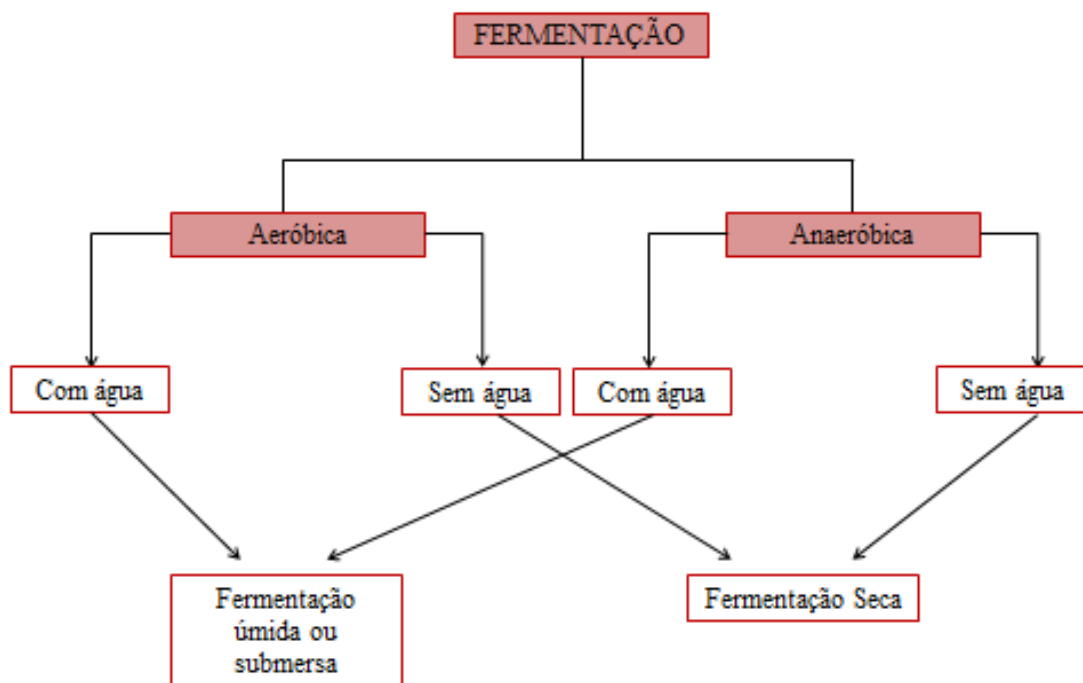 FERMENTAÇÃO
Aeróbica
Anaeróbica
Com água
Sem água
Com água
Sem água
Fermentação
úmida ou
submersa
Fermentação Seca